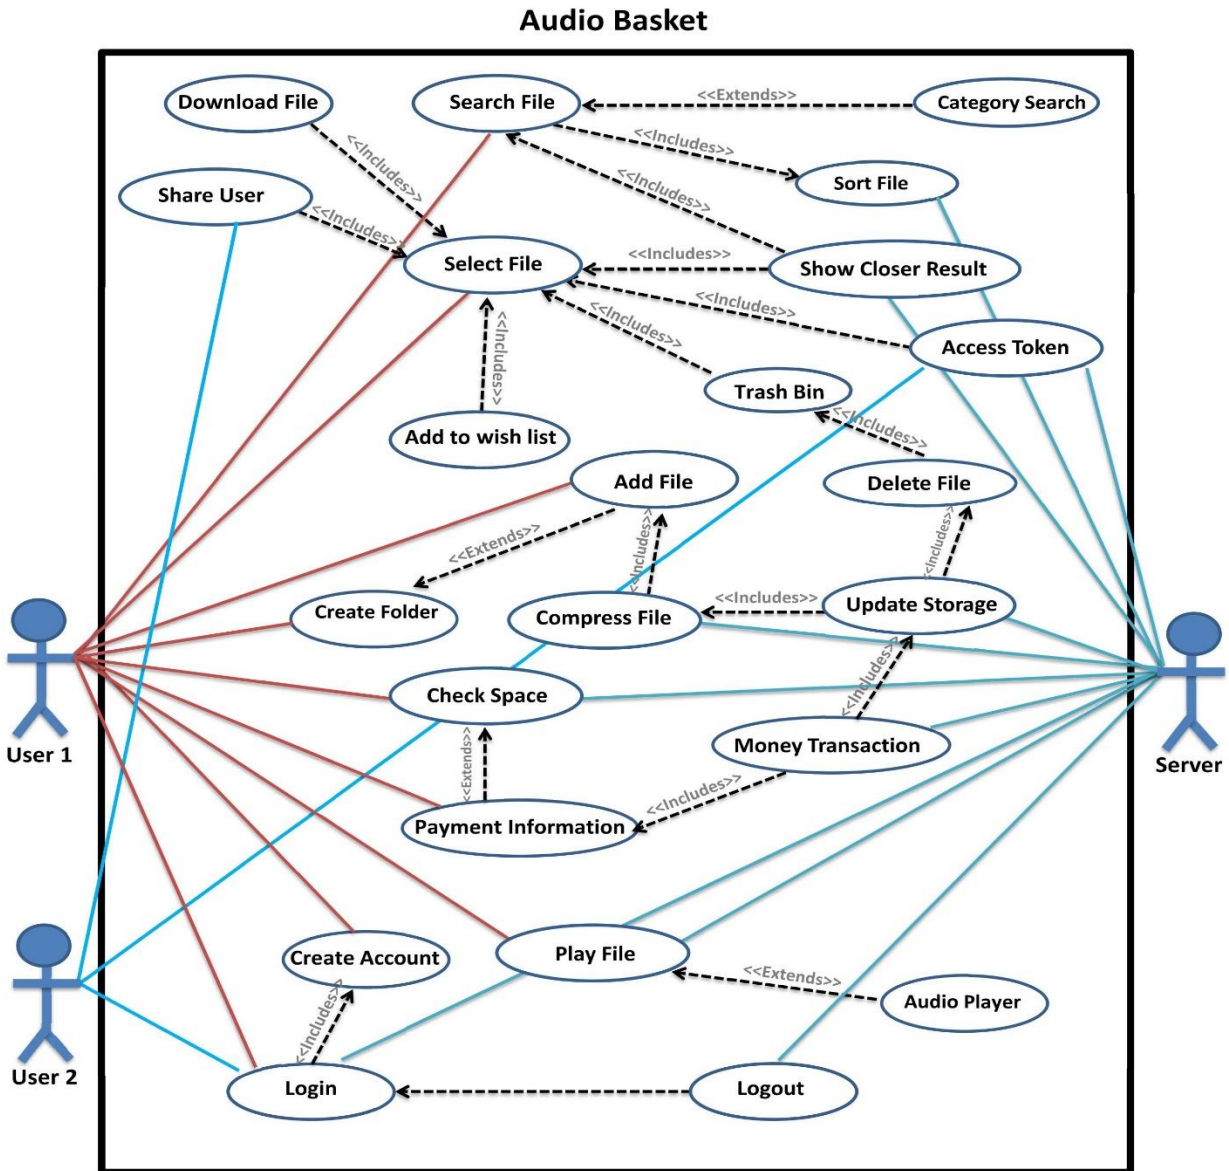 Audio Basket
Download File
Search File
<<Extends>>
Category Search
<<Includes>>
<<Includes>>
Share User
<<Includes>>
Sort File
<<Includes>>
Select File
<<Includes>>
Show Closer Result
<<Includes>>
<<Includes>>
<<Includes>>
Access Token
Trash Bin
Add to wish list
<<Includes>>
Add File
Delete File
<<Extends>>
<<Includes>>
<<Includes>>
Create Folder
Compress File
<<Includes>>
Update Storage
Check Space
<<Includes>>
User 1
<<Extends>>
Money Transaction
Server
<<Includes>>
Payment Information
Create Account
Play File
<<Extends>>
Audio Player
<<Includes>>
User 2
Login
Logout